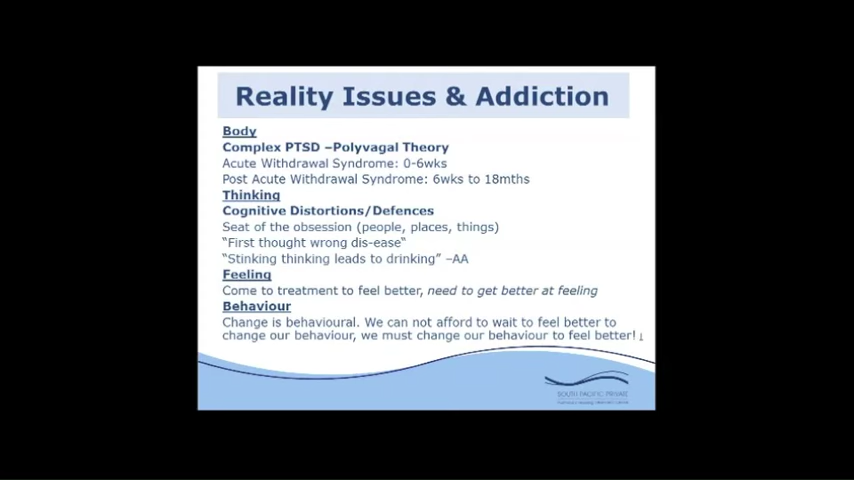 Reality Issues & Addiction
Body
Complex PTSD –Polyvagal Theory
Acute Withdrawal Syndrome: 0-6wks
Post Acute Withdrawal Syndrome: 6wks to 18mths
Thinking
Cognitive Distortions/Defences
Seat of the obsession (people, places, things)
“First thought wrong dis-ease“
“Stinking thinking leads to drinking” –AA
Feeling
Come to treatment to feel better, need to get better at feeling
Behaviour
Change is behavioural. We can not afford to wait to feel better to
change our behaviour, we must change our behaviour to feel better!
SOUTH PACIFIC PRIVATE